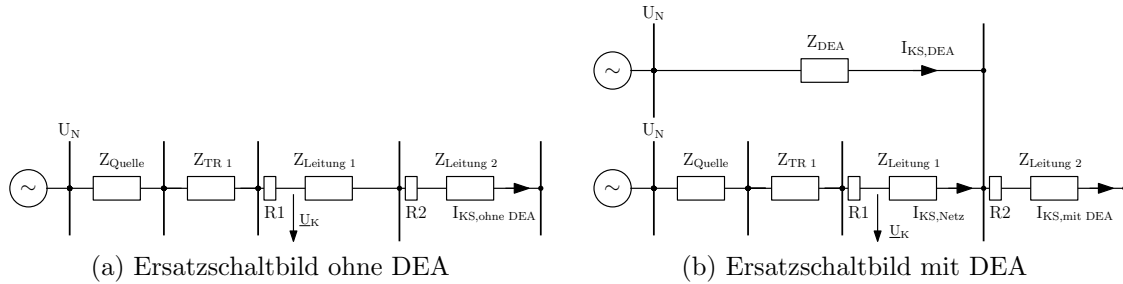 U_N
Z_DEA
I_KS,DEA
U_N
Z_Quelle
Z_TR 1
Z_Leitung 1
Z_Leitung 2
~
R1
R2
I_KS,ohne DEA
U_K
(a) Ersatzschaltbild ohne DEA
~
U_N
Z_Quelle
Z_TR 1
Z_Leitung 1
Z_Leitung 2
~
R1
I_KS,Netz
R2
I_KS,mit DEA
U_K
(b) Ersatzschaltbild mit DEA